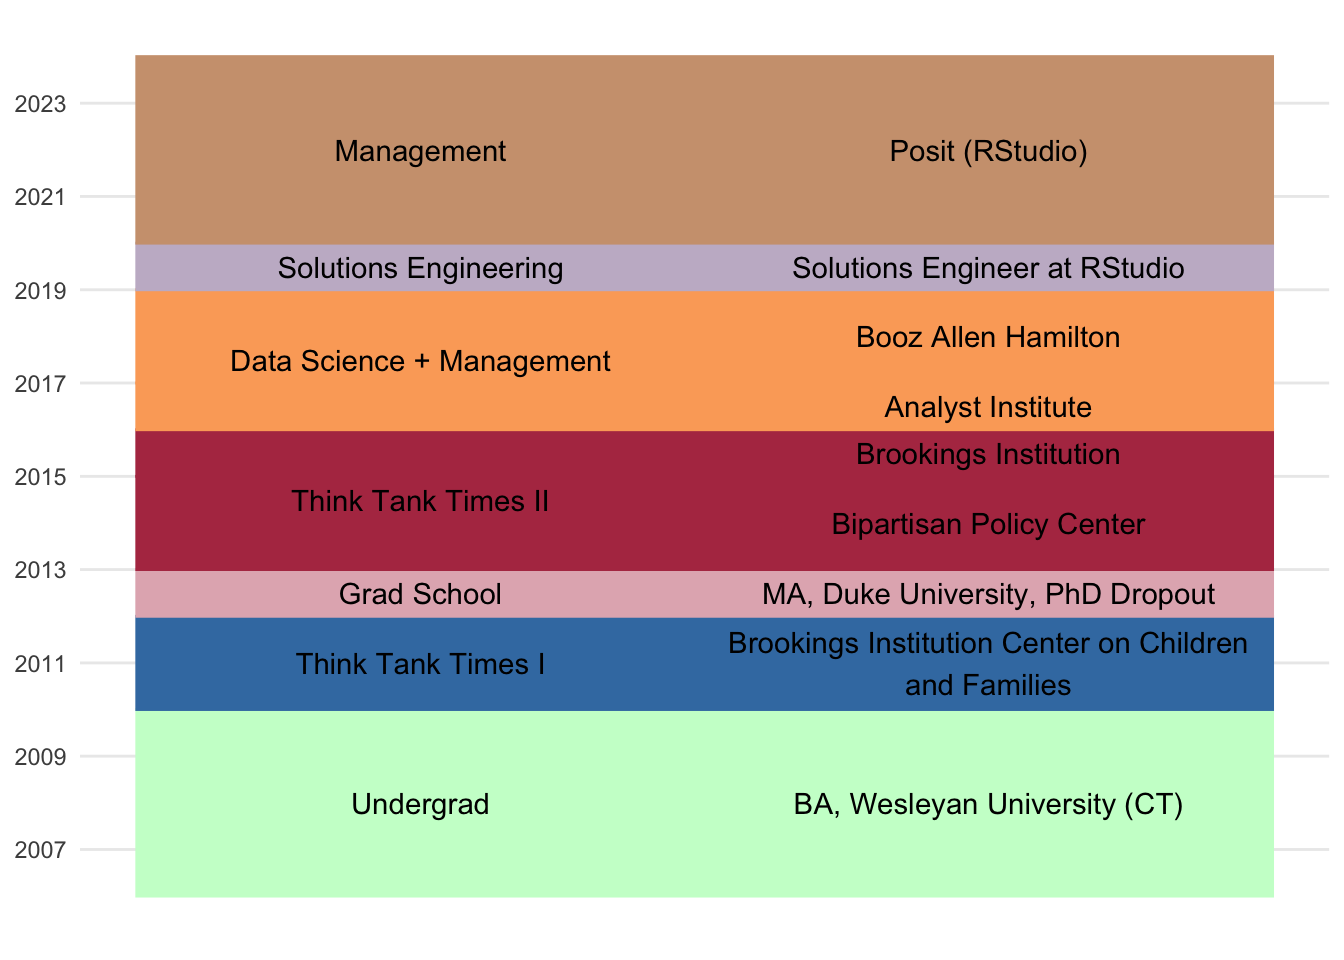 2023
Management
Posit (RStudio)
2021
Solutions Engineering
Solutions Engineer at RStudio
2019
Booz Allen Hamilton
Data Science + Management
2017
Analyst Institute
Brookings Institution
2015
Think Tank Times II
Bipartisan Policy Center
2013
Grad School
MA, Duke University, PhD Dropout
Brookings Institution Center on Children
2011
Think Tank Times I
and Families
2009
Undergrad
BA, Wesleyan University (CT)
2007